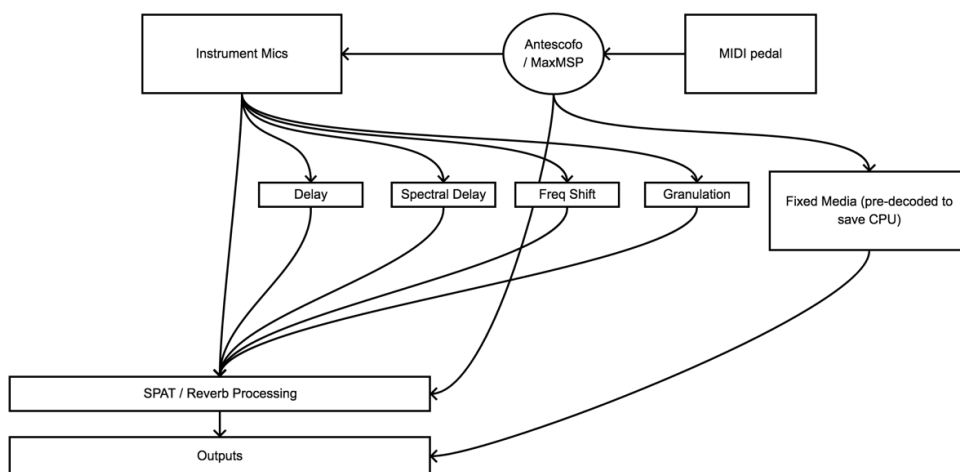 Instrument Mics
Antescofo
/ MaxMSP
MIDI pedal
Delay
Spectral Delay
Freq Shift
Granulation
Fixed Media (pre-decoded to
save CPU)
SPAT / Reverb Processing
Outputs